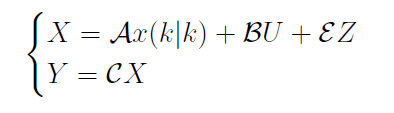 X = 𝒜x(k|k) + ℬU + ℰZ
Y = 𝒞X